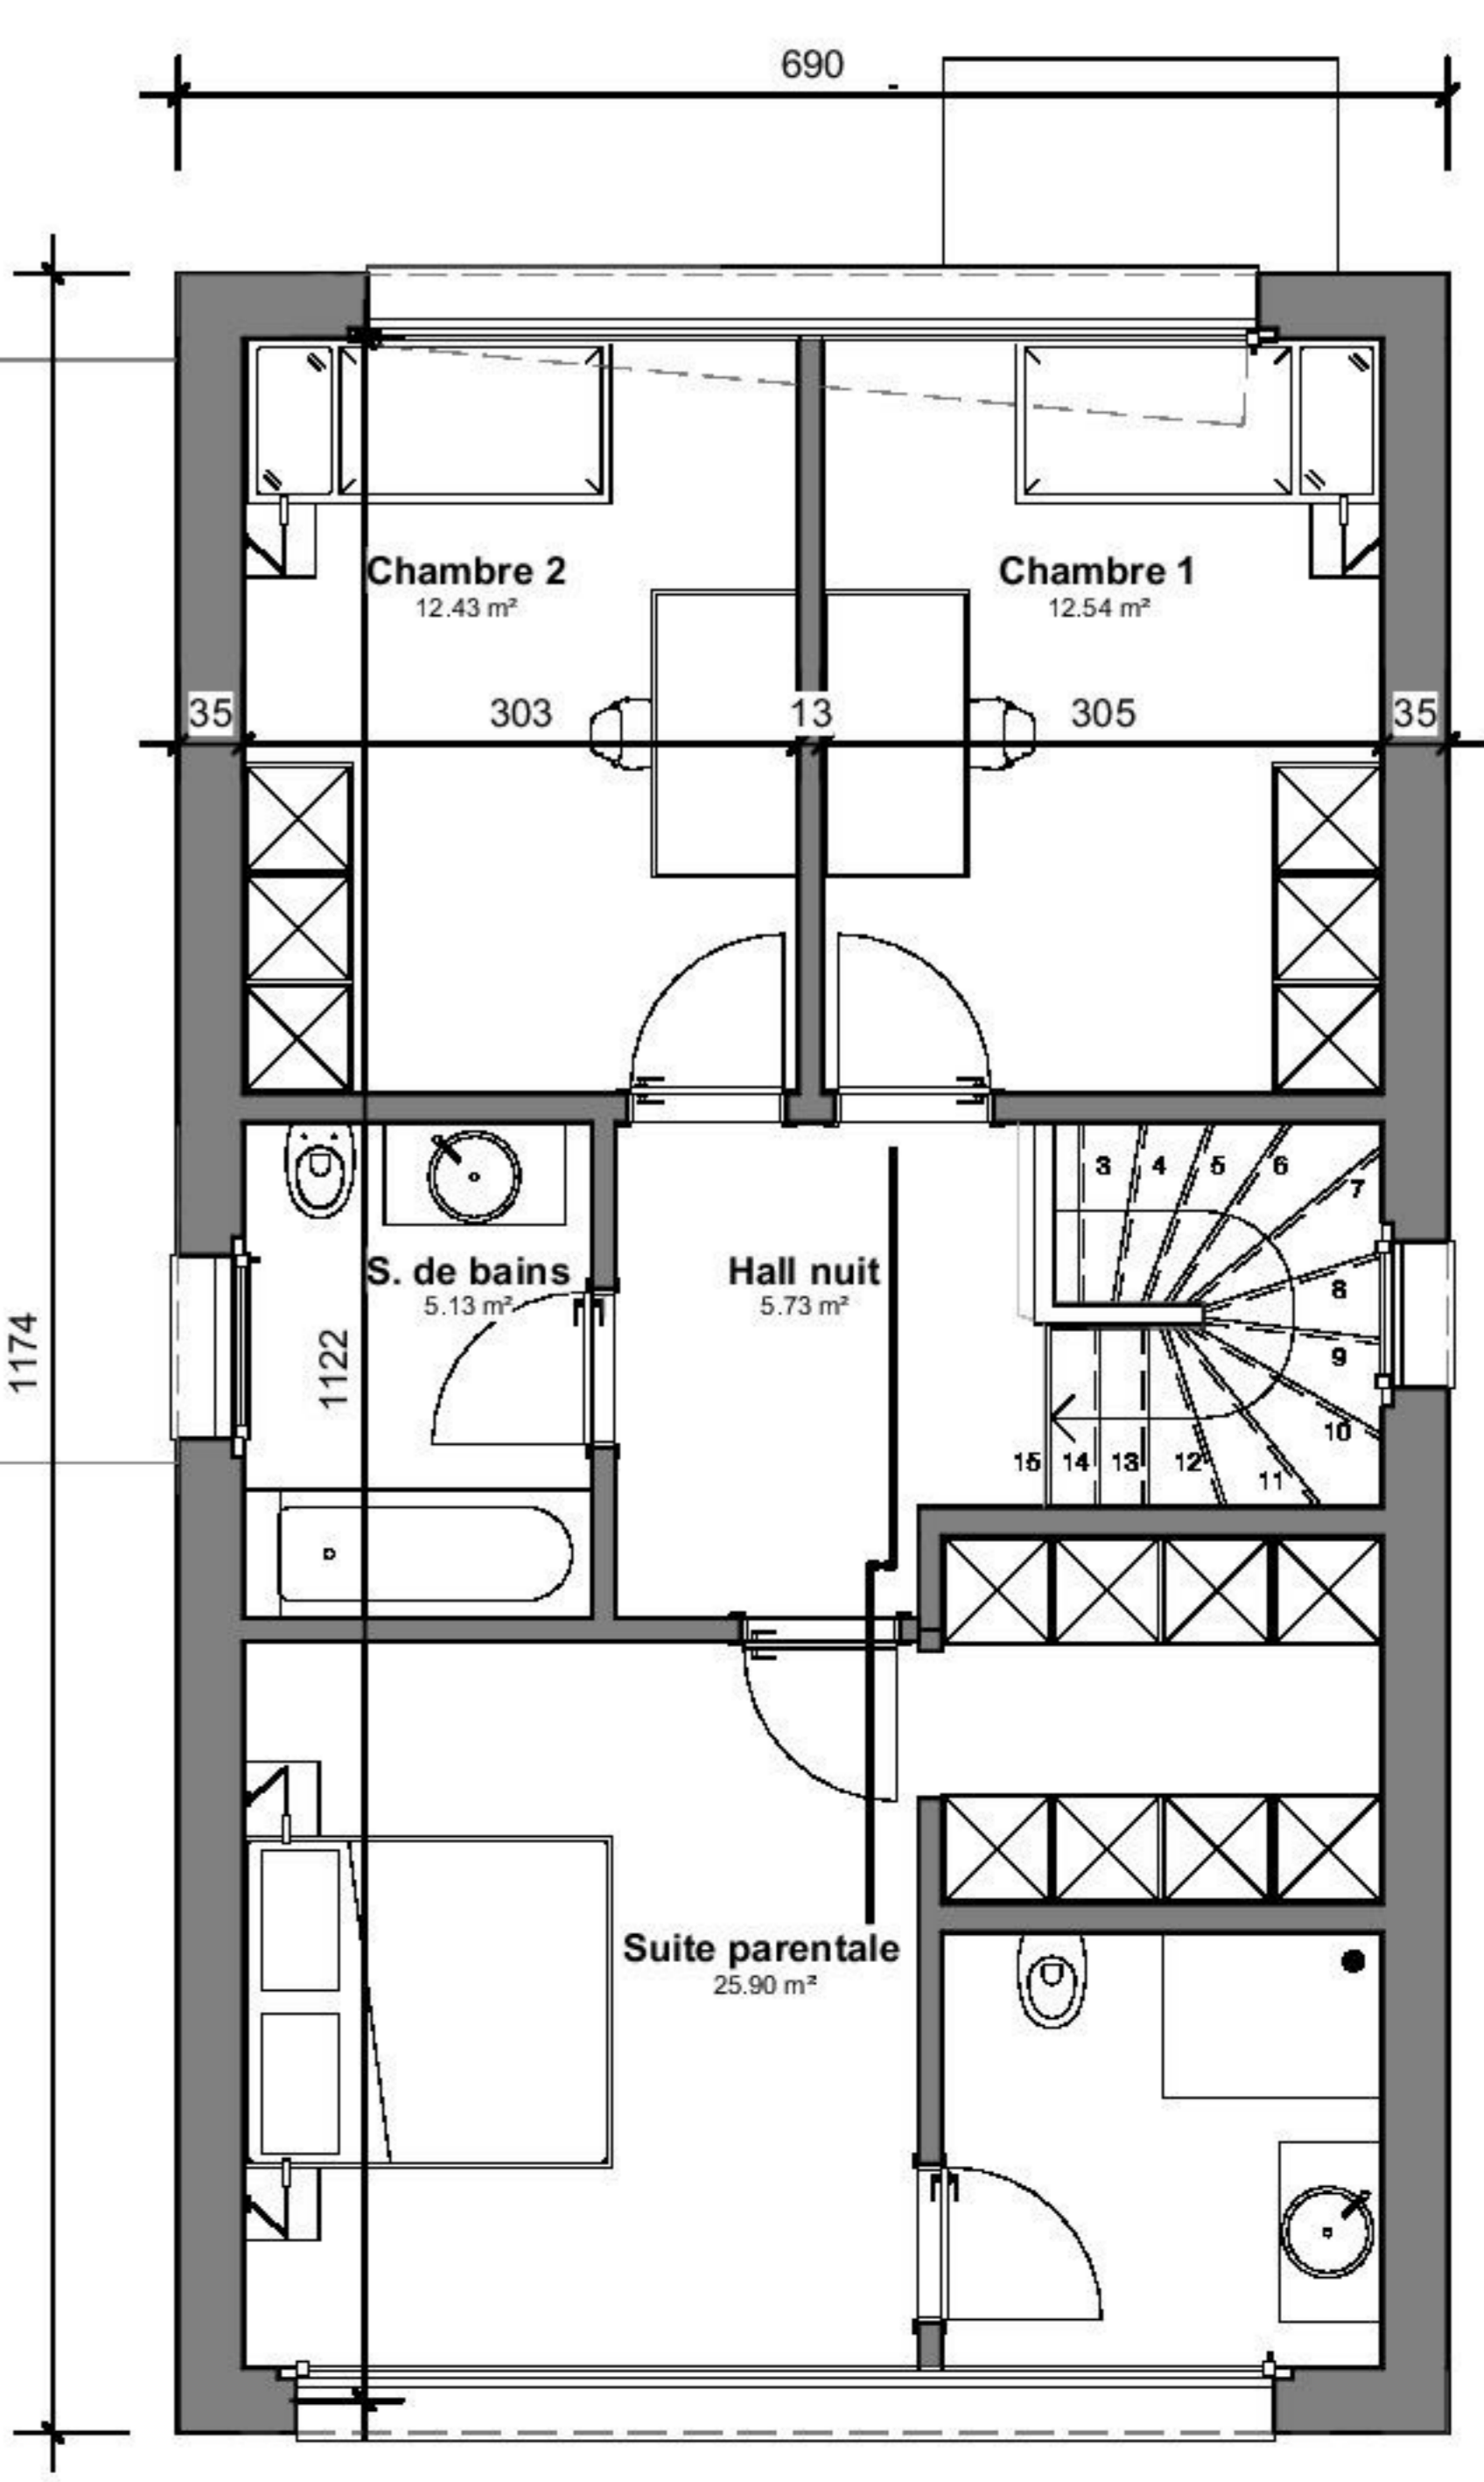 690
Chambre 2
12.43 m²
Chambre 1
12.54 m²
35
303
13
305
35
3
4
5
6
7
8
9
10
11
12
13
14
15
S. de bains
5.13 m²
Hall nuit
5.73 m²
1174
1122
Suite parentale
25.90 m²